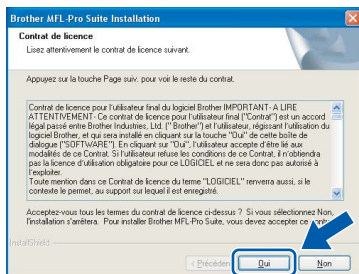 Brother MFL-Pro Suite Installation
Contrat de licence
Lisez attentivement le contrat de licence suivant.
Appuyez sur la touche Page suiv. pour voir le reste du contrat.
Contrat de licence pour l'utilisateur final du logiciel Brother IMPORTANT- A LIRE
ATTENTIVEMENT- Ce contrat de licence pour l'utilisateur final ("Contrat") est un accord
légal passé entre Brother Industries, Ltd. (" Brother") et l'utilisateur, régissant l'utilisation du
logiciel Brother, et qui sera installé en cliquant sur la touche "Oui" de cette boîte de
dialogue ("SOFTWARE"). En cliquant sur "Oui", l'utilisateur accepte d'être lié aux
modalités de ce Contrat. Si l'utilisateur refuse les conditions de ce Contrat, il n'obtiendra
pas la licence d'utilisation obligatoire pour ce LOGICIEL et ne sera donc pas autorisé à
l'exploiter.
Toute mention dans ce Contrat de licence du terme "LOGICIEL" renverra aussi, si le
contexte le permet, au support sur lequel il est enregistré.
Acceptez-vous tous les termes du contrat de licence ci-dessus ? Si vous sélectionnez Non,
l'installation s'arrêtera. Pour installer Brother MFL-Pro Suite, vous devez accepter ce
InstallShield
< Précédent
Oui
Non